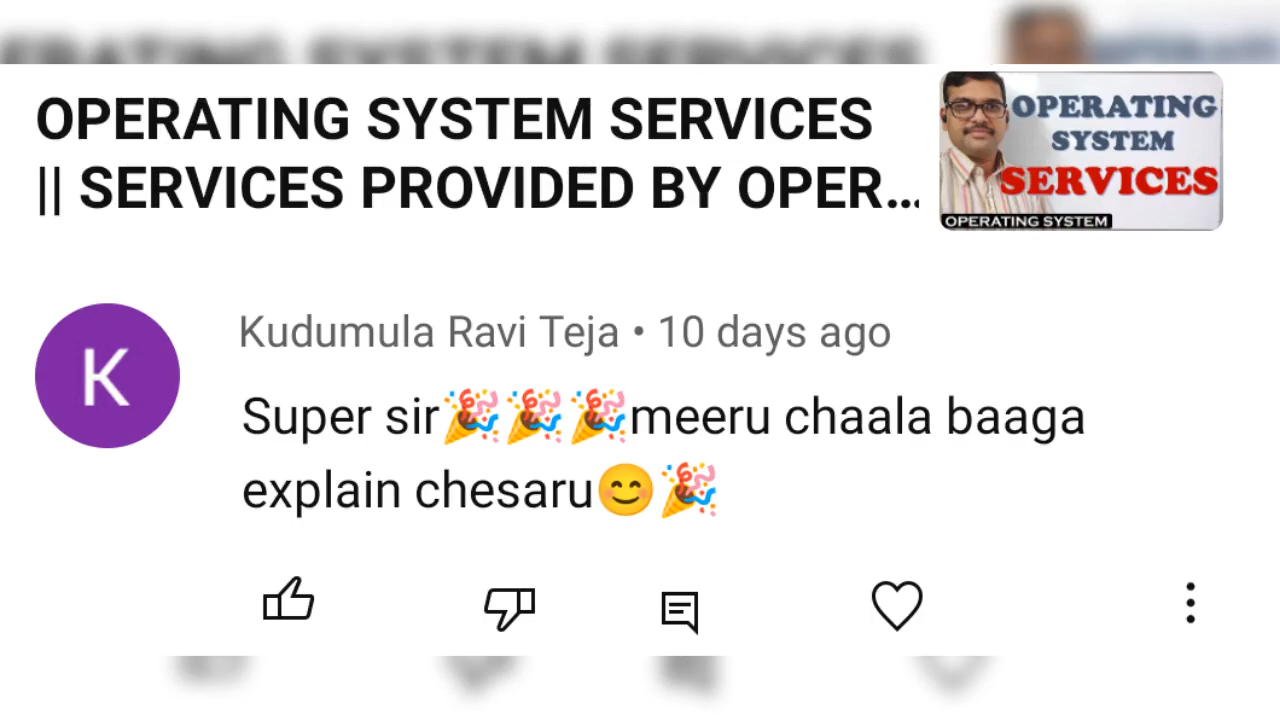 OPERATING SYSTEM SERVICES
|| SERVICES PROVIDED BY OPER...
OPERATING
SYSTEM
SERVICES
OPERATING SYSTEM
K
Kudumula Ravi Teja • 10 days ago
Super sir🎉🎉🎉meeru chaala baaga
explain chesaru😊🎉